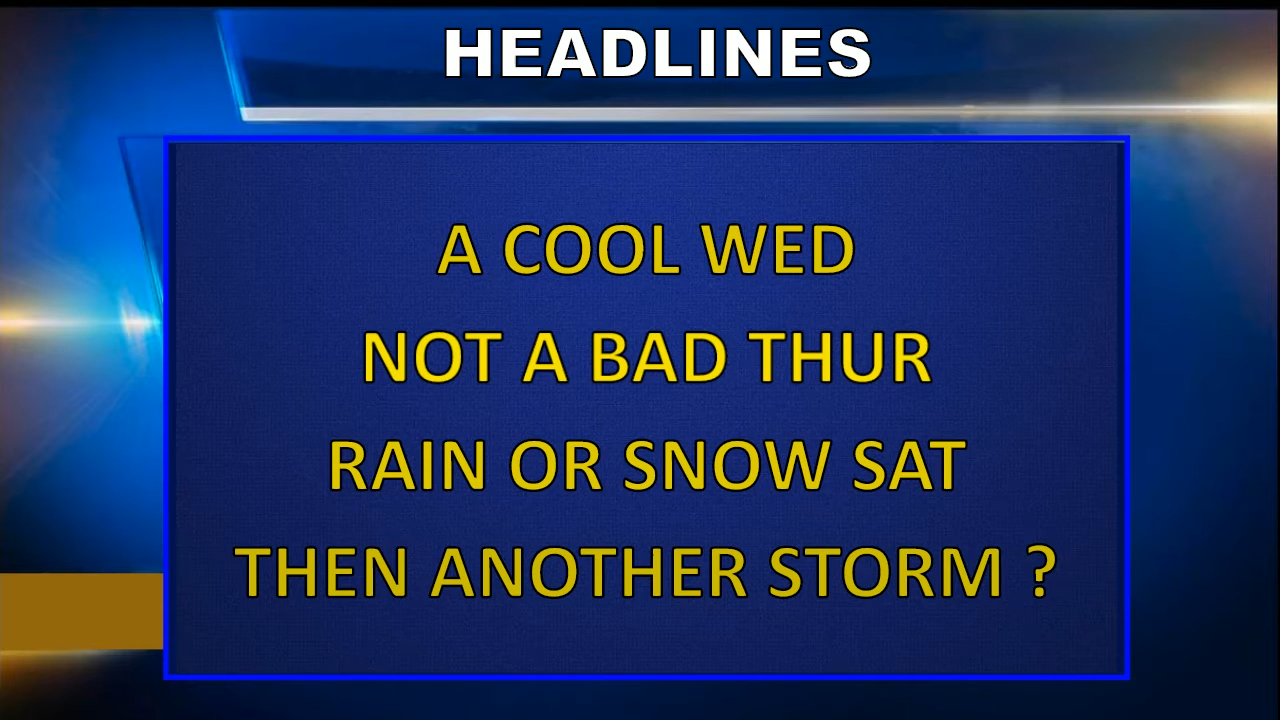 HEADLINES
A COOL WED
NOT A BAD THUR
RAIN OR SNOW SAT
THEN ANOTHER STORM ?